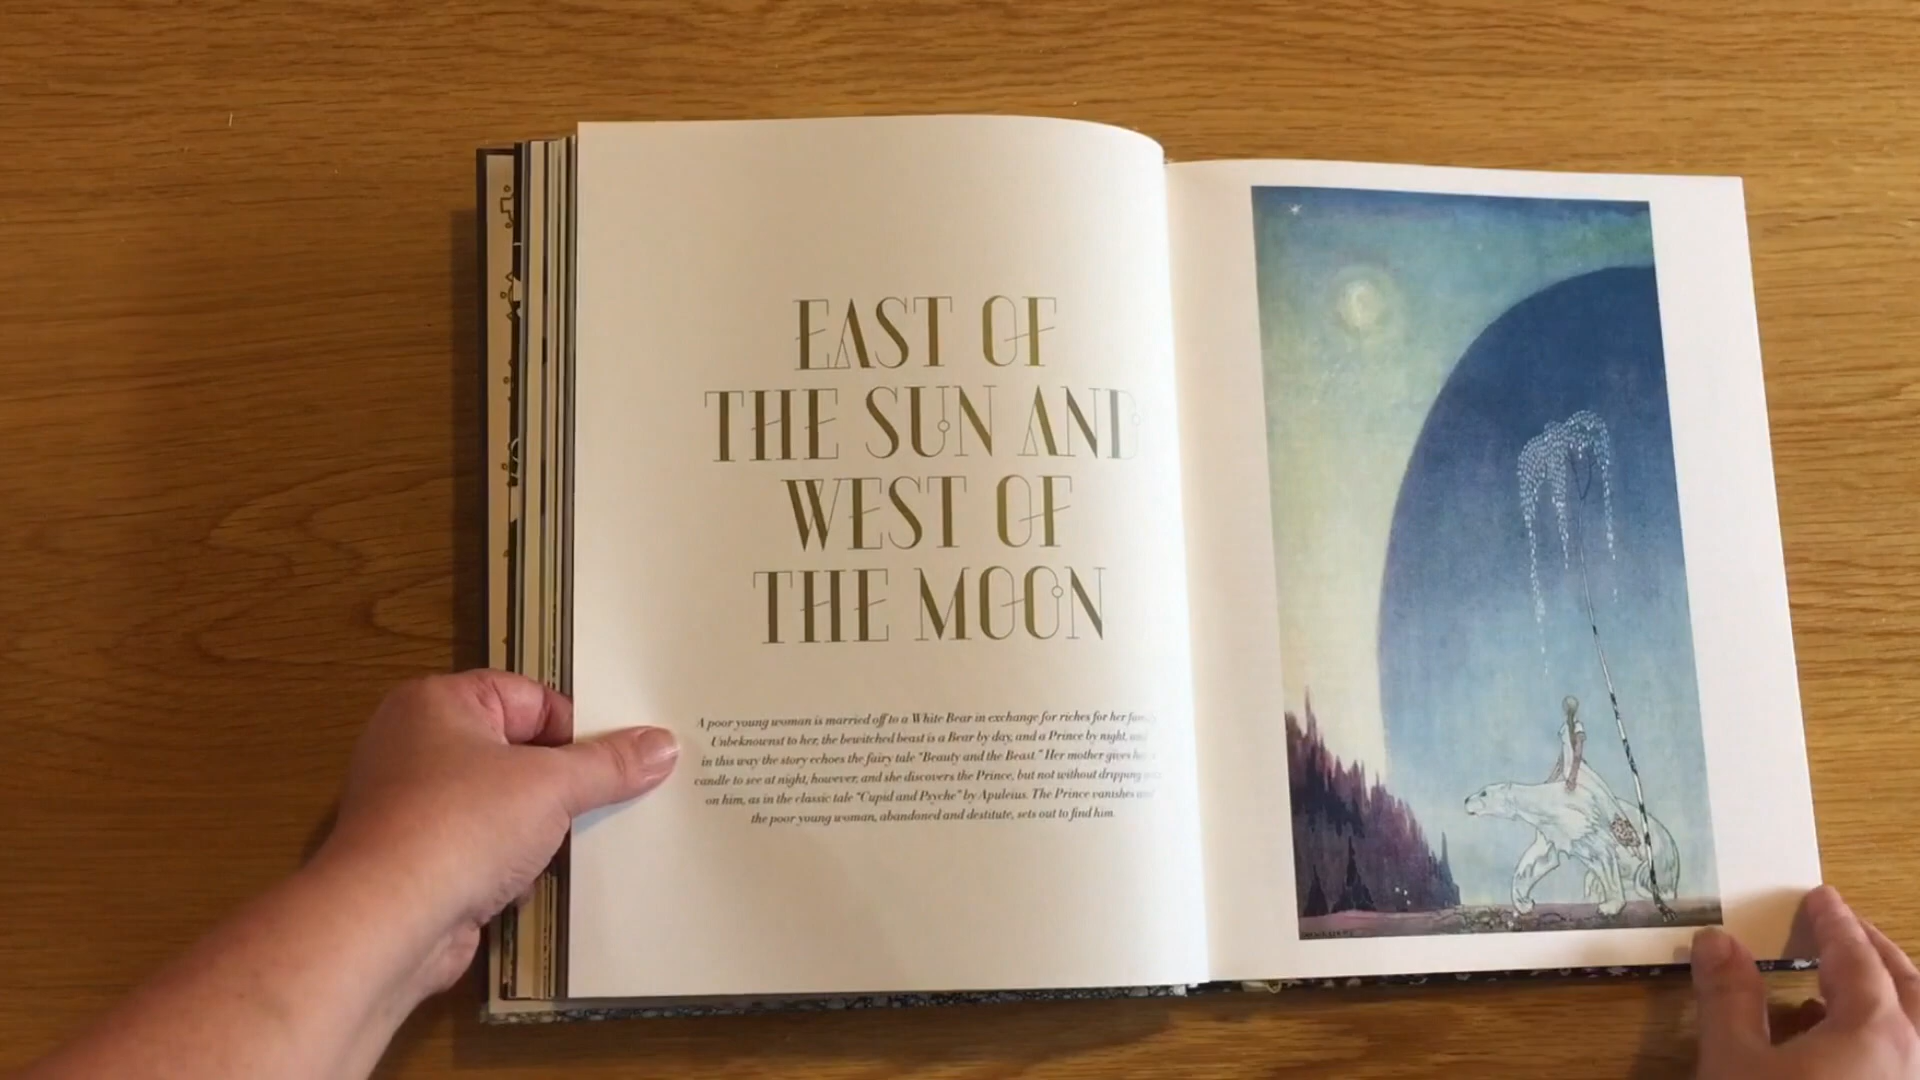 EAST OF
THE SUN AND
WEST OF
THE MOON
A poor young woman is married off to a White Bear in exchange for riches for her
Unbeknownst to her, the bewitched beast is a Bear by day, and a Prince by night,
in this way the story echoes the fairy tale “Beauty and the Beast.” Her mother gives
candle to see at night, however, and she discovers the Prince, but not without dripping
on him, as in the classic tale “Cupid and Psyche” by Apuleius. The Prince vanishes
the poor young woman, abandoned and destitute, sets out to find him.